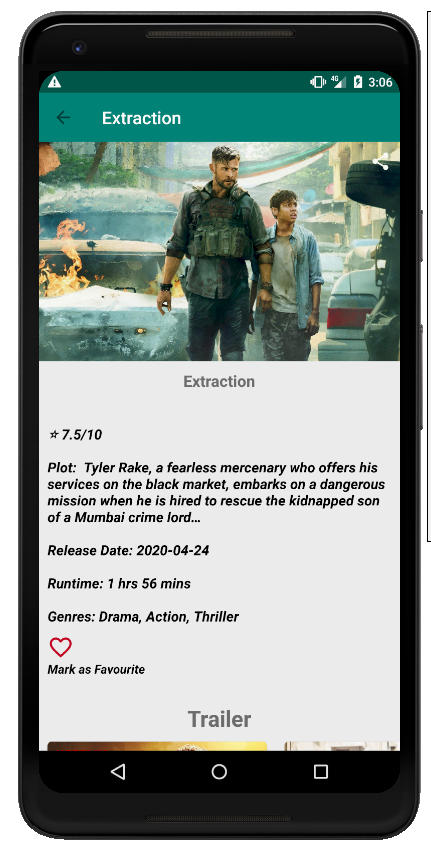 4G 3:06
Extraction
Extraction
☆ 7.5/10
Plot:  Tyler Rake, a fearless mercenary who offers his
services on the black market, embarks on a dangerous
mission when he is hired to rescue the kidnapped son
of a Mumbai crime lord…
Release Date: 2020-04-24
Runtime: 1 hrs 56 mins
Genres: Drama, Action, Thriller
Mark as Favourite
Trailer